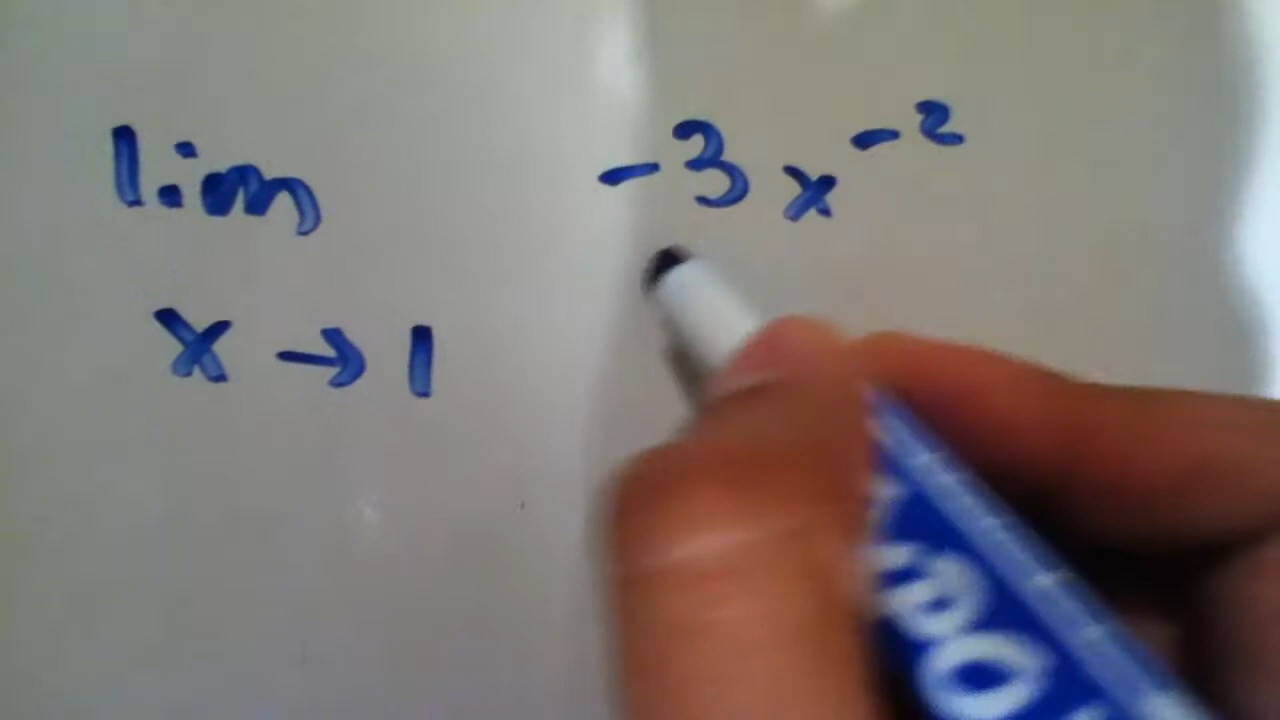 lim -3x⁻²
x → 1